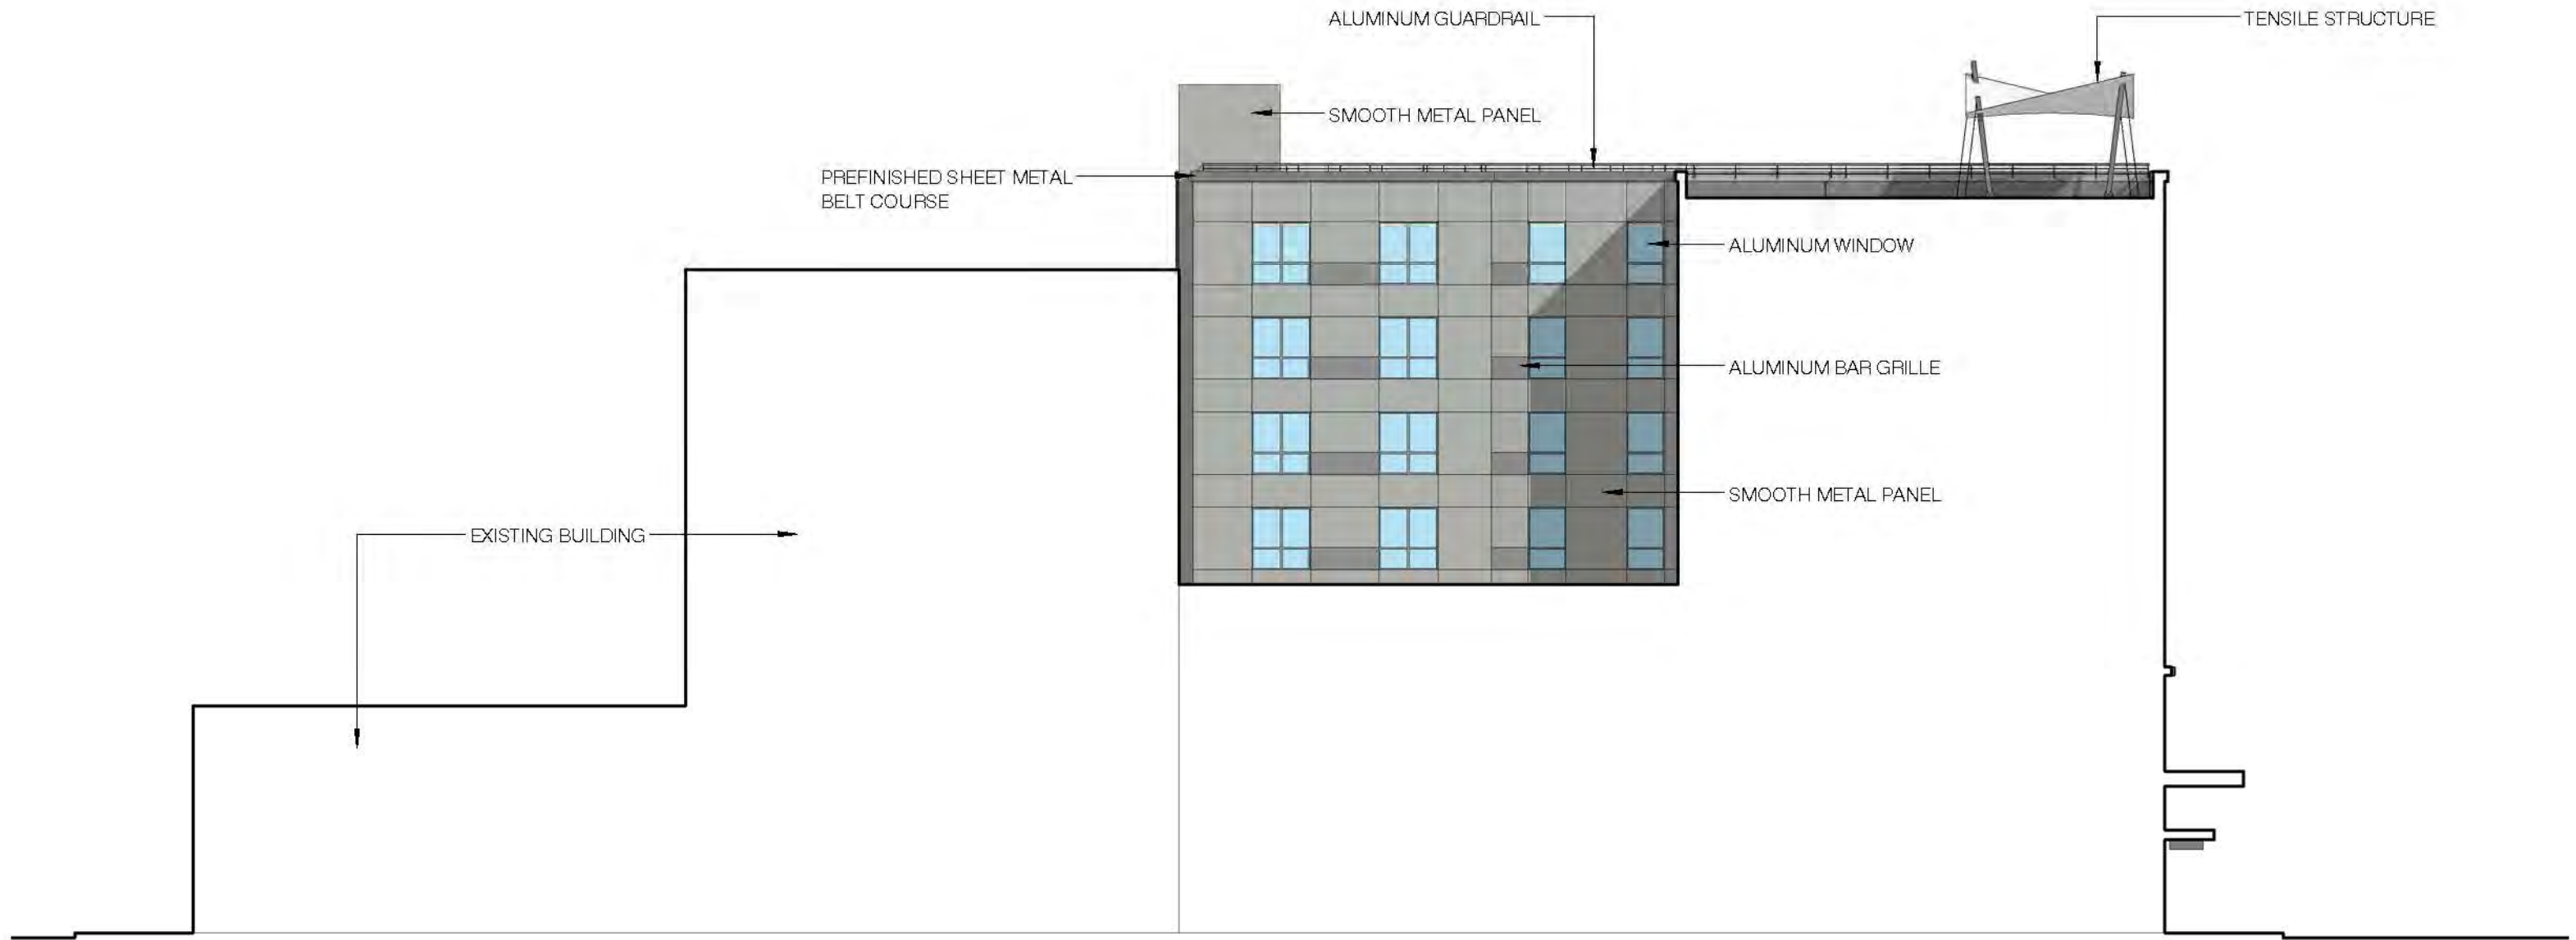 ALUMINUM GUARDRAIL
TENSILE STRUCTURE
SMOOTH METAL PANEL
PREFINISHED SHEET METAL
BELT COURSE
ALUMINUM WINDOW
ALUMINUM BAR GRILLE
SMOOTH METAL PANEL
EXISTING BUILDING